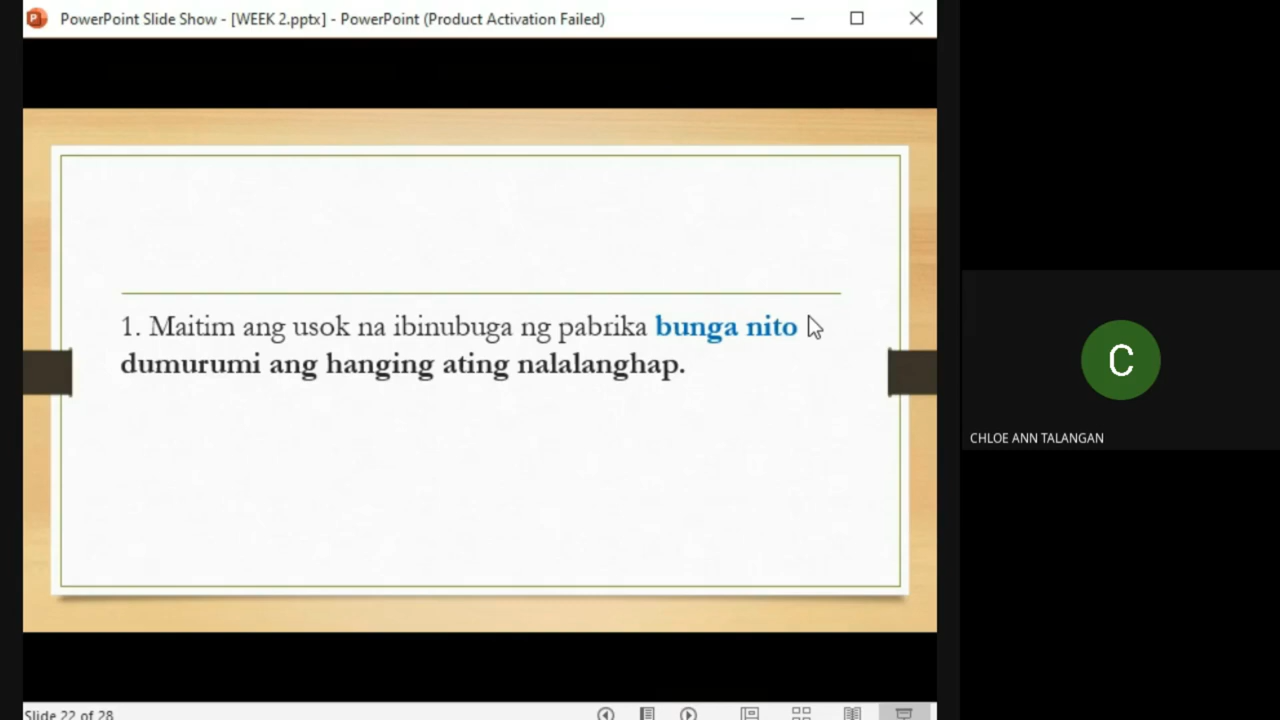 PowerPoint Slide Show - [WEEK 2.pptx] - PowerPoint (Product Activation Failed)
1. Maitim ang usok na ibinubuga ng pabrika bunga nito
dumurumi ang hanging ating nalalanghap.
C
CHLOE ANN TALANGAN
Slide 22 of 28